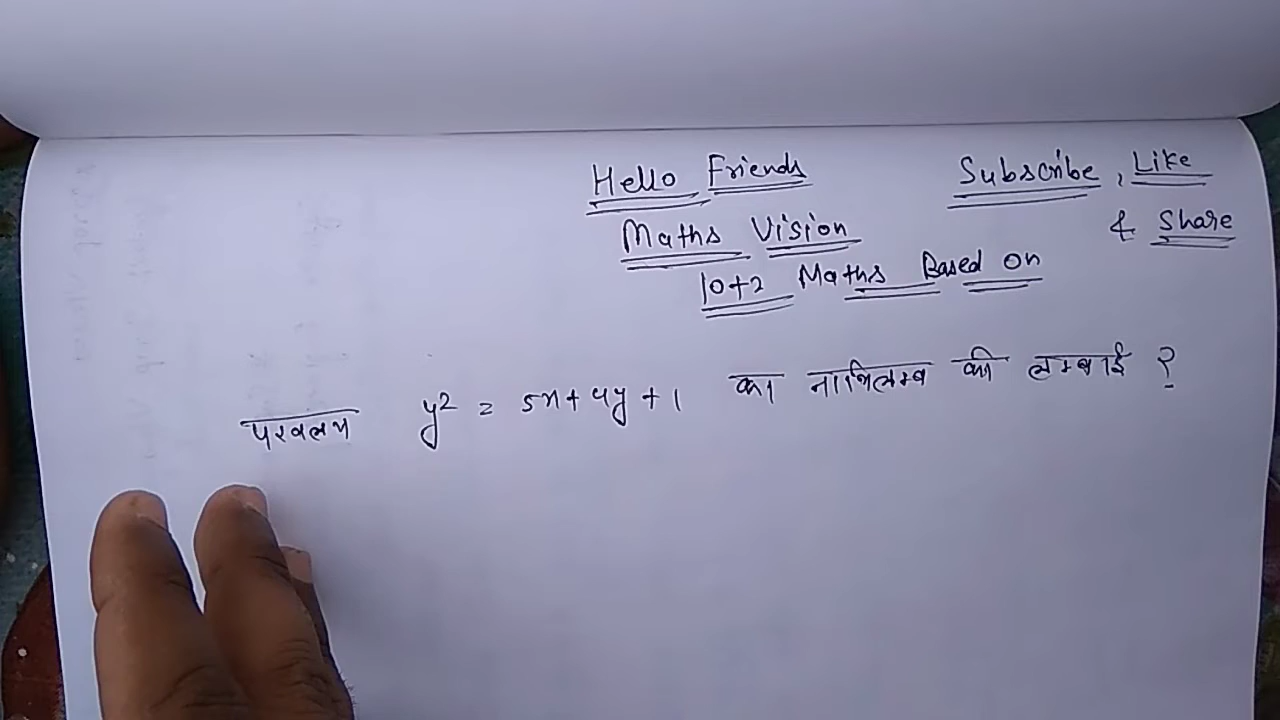 Hello Friends
Subscribe, Like
& Share
Maths Vision
10+2 Maths Based on
परवलय y² = 5x + 4y + 1 का नाभिलम्ब की लम्बाई ?